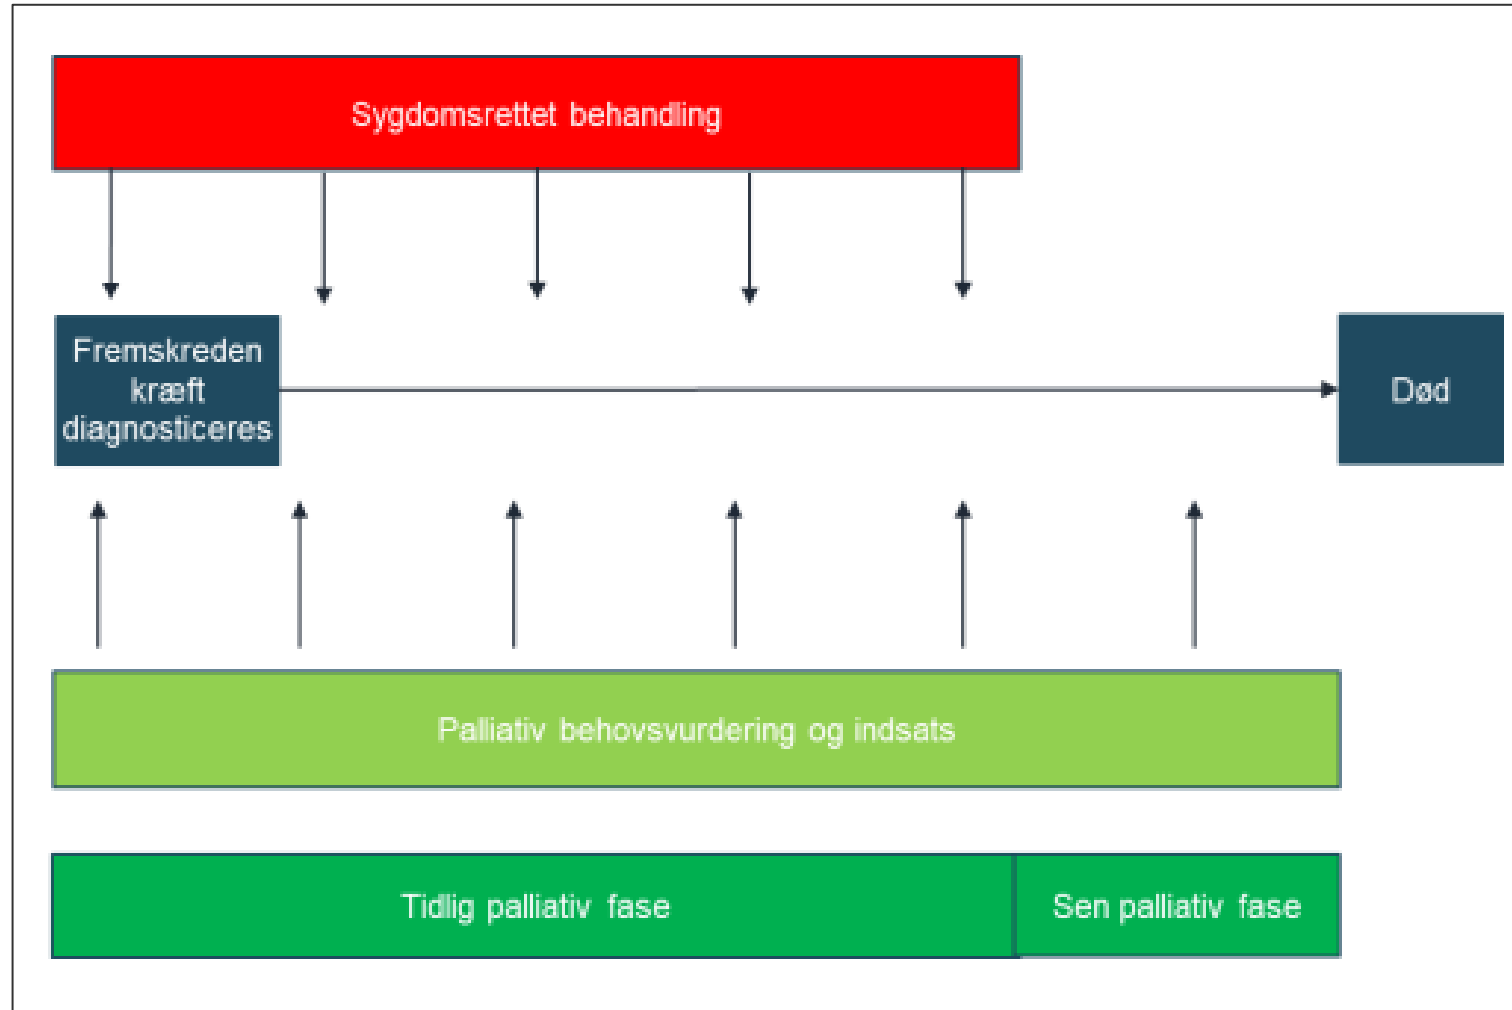 Sygdomsrettet behandling
Fremskreden
kræft
diagnosticeres
Død
Palliativ behovsvurdering og indsats
Tidlig palliativ fase
Sen palliativ fase